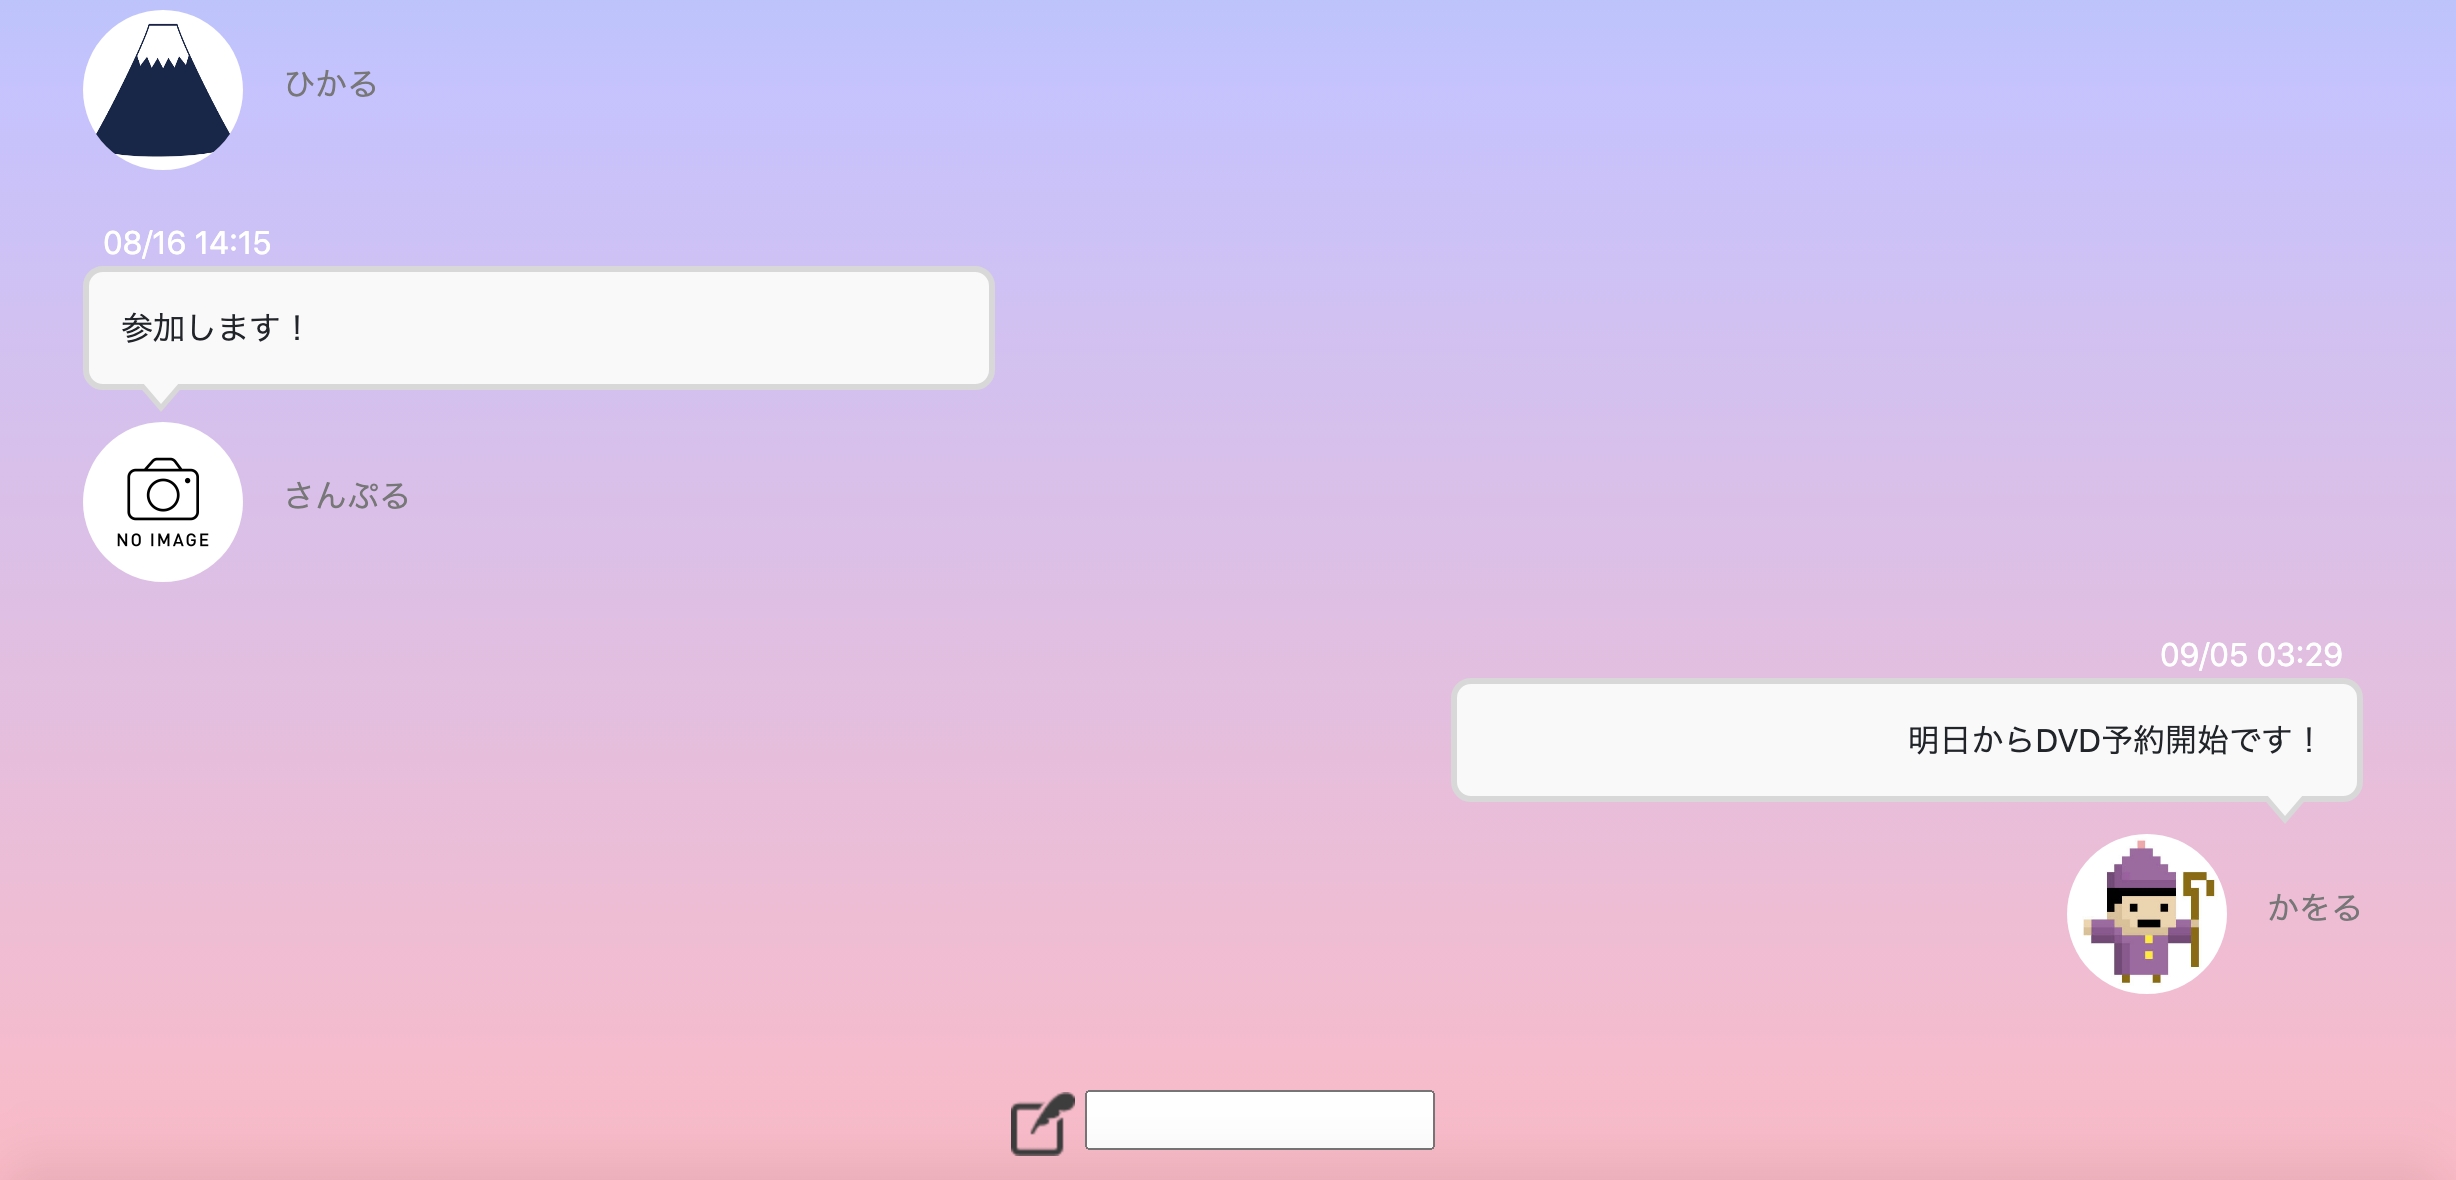 ひかる
08/16 14:15
参加します！
NO IMAGE
さんぷる
09/05 03:29
明日からDVD予約開始です！
かをる